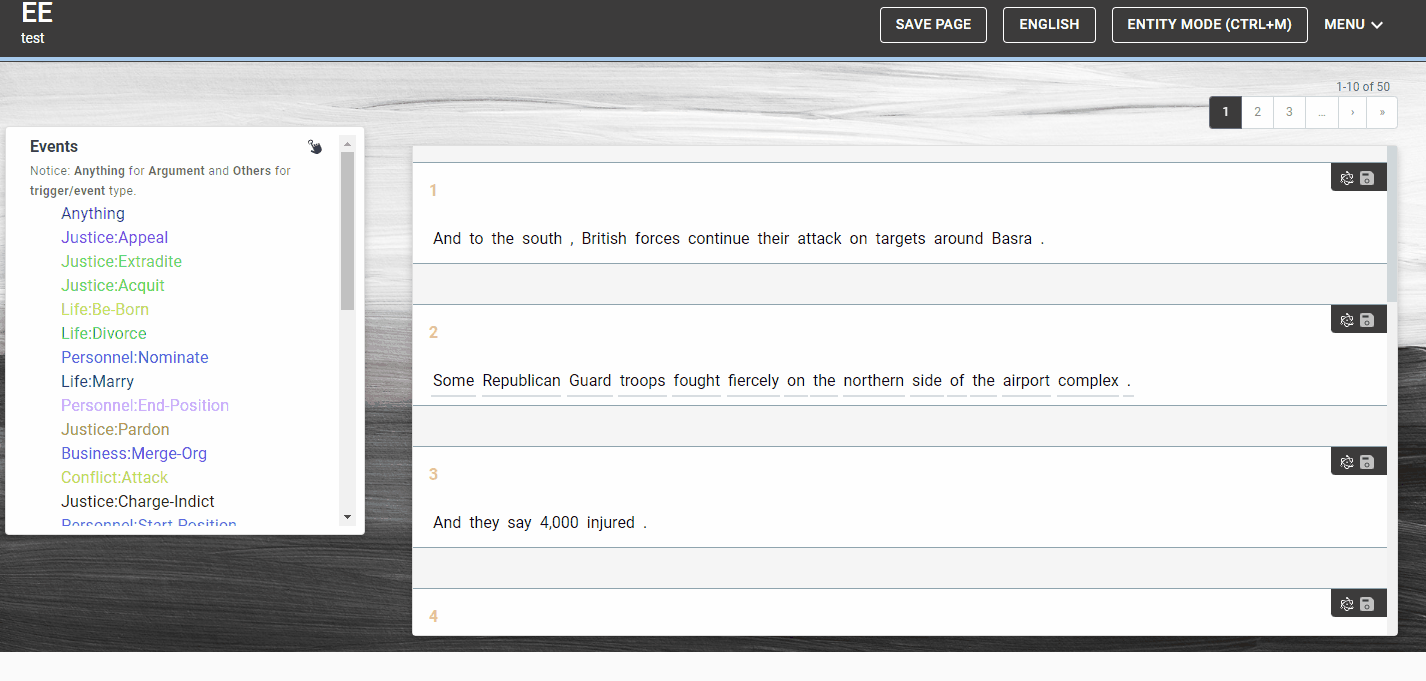 EE
test
SAVE PAGE
ENGLISH
ENTITY MODE (CTRL+M)
MENU
1-10 of 50
1 2 3 ... › »
Events
Notice: Anything for Argument and Others for
trigger/event type.
Anything
Justice:Appeal
Justice:Extradite
Justice:Acquit
Life:Be-Born
Life:Divorce
Personnel:Nominate
Life:Marry
Personnel:End-Position
Justice:Pardon
Business:Merge-Org
Conflict:Attack
Justice:Charge-Indict
Personnel:Start-Position
1
And to the south , British forces continue their attack on targets around Basra .
2
Some Republican Guard troops fought fiercely on the northern side of the airport complex .
3
And they say 4,000 injured .
4